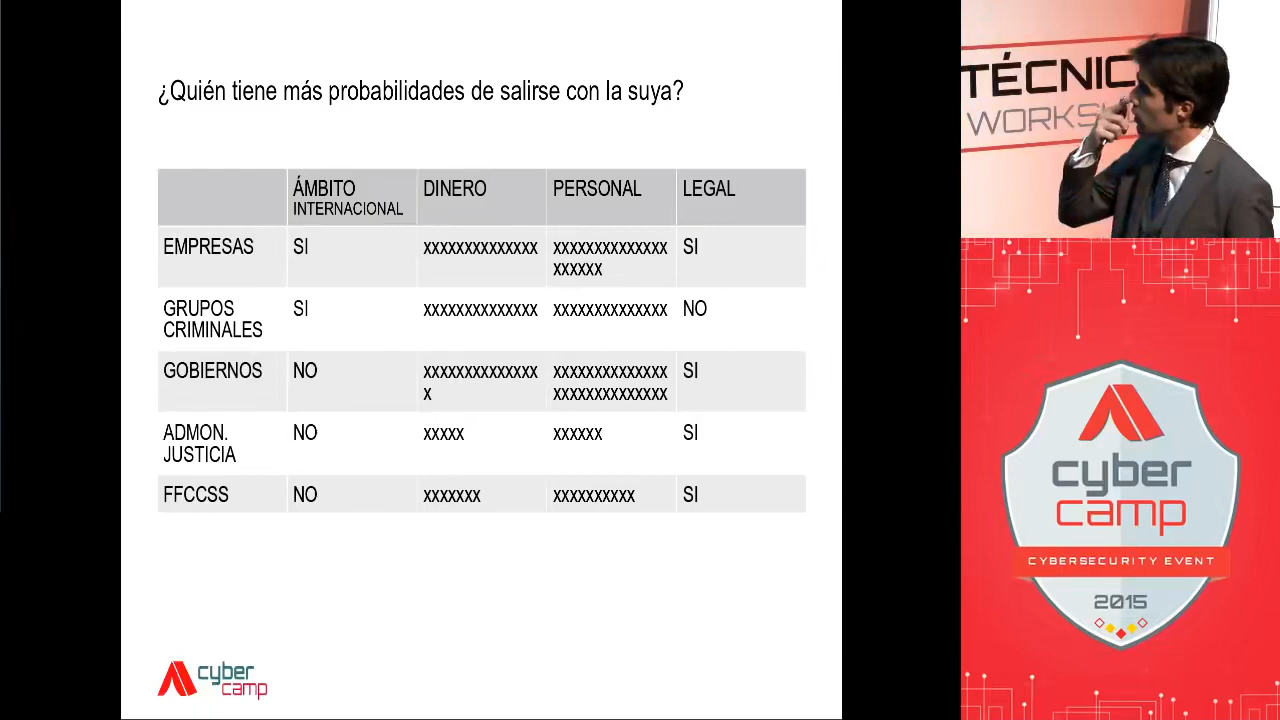 ¿Quién tiene más probabilidades de salirse con la suya?
ÁMBITO INTERNACIONAL DINERO PERSONAL LEGAL
EMPRESAS SI xxxxxxxxxxxxxx xxxxxxxxxxxxxx
xxxxxx SI
GRUPOS CRIMINALES SI xxxxxxxxxxxxxx xxxxxxxxxxxxxx NO
GOBIERNOS NO xxxxxxxxxxxxxx
x xxxxxxxxxxxxxx
xxxxxxxxxxxxxx SI
ADMON. JUSTICIA NO xxxxx xxxxxx SI
FFCCSS NO xxxxxxx xxxxxxxxxx SI
cyber
camp
TÉCNIC
WORKS
cyber
camp
CYBERSECURITY EVENT
2015